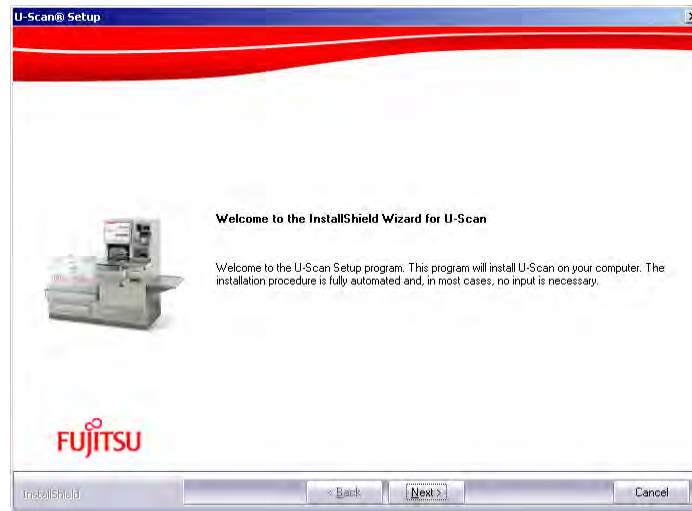 U-Scan® Setup
Welcome to the InstallShield Wizard for U-Scan
Welcome to the U-Scan Setup program. This program will install U-Scan on your computer. The
installation procedure is fully automated and, in most cases, no input is necessary.
FUJITSU
InstallShield
< Back
Next >
Cancel